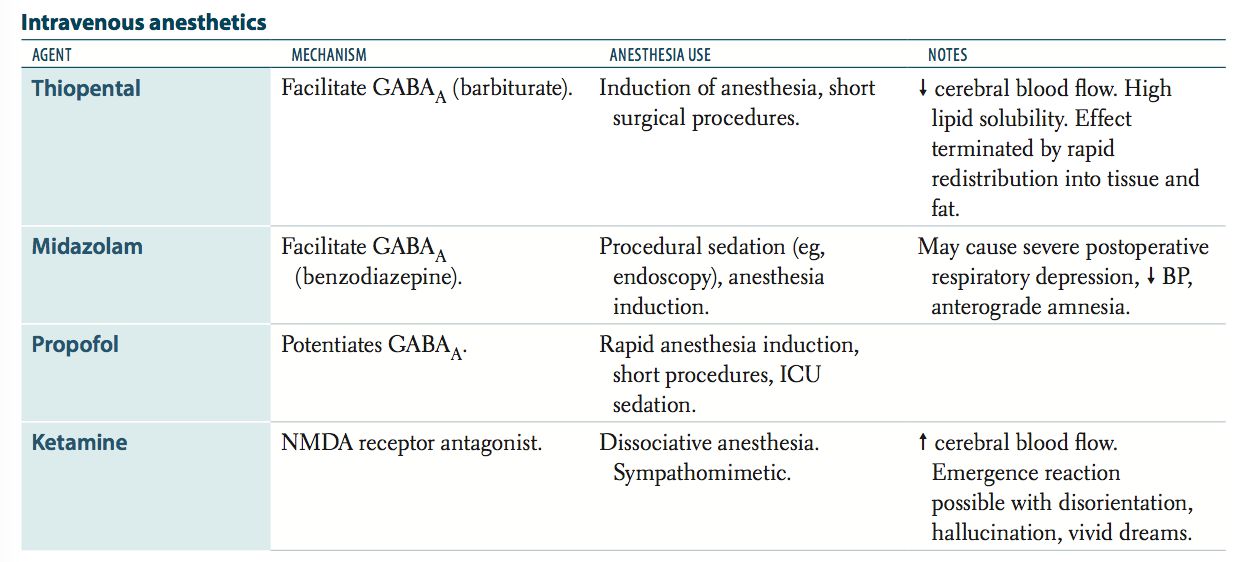 Intravenous anesthetics
AGENT MECHANISM ANESTHESIA USE NOTES
Thiopental
Facilitate GABAA (barbiturate).
Induction of anesthesia, short
surgical procedures.
↓ cerebral blood flow. High
lipid solubility. Effect
terminated by rapid
redistribution into tissue and
fat.
Midazolam
Facilitate GABAA
(benzodiazepine).
Procedural sedation (eg,
endoscopy), anesthesia
induction.
May cause severe postoperative
respiratory depression, ↓ BP,
anterograde amnesia.
Propofol
Potentiates GABAA.
Rapid anesthesia induction,
short procedures, ICU
sedation.
Ketamine
NMDA receptor antagonist.
Dissociative anesthesia.
Sympathomimetic.
↑ cerebral blood flow.
Emergence reaction
possible with disorientation,
hallucination, vivid dreams.